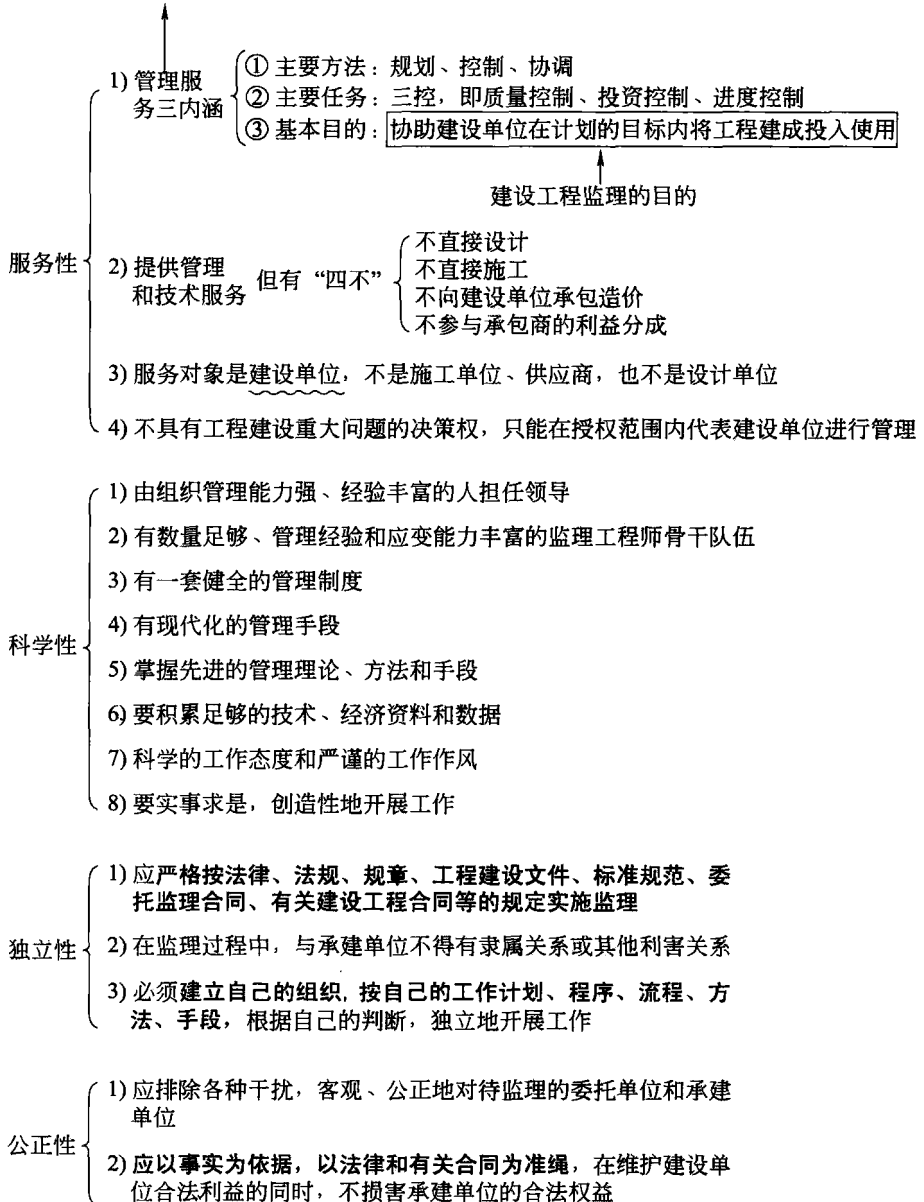 1) 管理服
务三内涵
① 主要方法：规划、控制、协调
② 主要任务：三控，即质量控制、投资控制、进度控制
③ 基本目的：协助建设单位在计划的目标内将工程建成投入使用
建设工程监理的目的
服务性
2) 提供管理
和技术服务
但有“四不”
不直接设计
不直接施工
不向建设单位承包造价
不参与承包商的利益分成
3) 服务对象是建设单位，不是施工单位、供应商，也不是设计单位
4) 不具有工程建设重大问题的决策权，只能在授权范围内代表建设单位进行管理
科学性
1) 由组织管理能力强、经验丰富的人担任领导
2) 有数量足够、管理经验和应变能力丰富的监理工程师骨干队伍
3) 有一套健全的管理制度
4) 有现代化的管理手段
5) 掌握先进的管理理论、方法和手段
6) 要积累足够的技术、经济资料和数据
7) 科学的工作态度和严谨的工作作风
8) 要实事求是，创造性地开展工作
独立性
1) 应严格按法律、法规、规章、工程建设文件、标准规范、委
托监理合同、有关建设工程合同等的规定实施监理
2) 在监理过程中，与承建单位不得有隶属关系或其他利害关系
3) 必须建立自己的组织，按自己的工作计划、程序、流程、方
法、手段，根据自己的判断，独立地开展工作
公正性
1) 应排除各种干扰，客观、公正地对待监理的委托单位和承建
单位
2) 应以事实为依据，以法律和有关合同为准绳，在维护建设单
位合法利益的同时，不损害承建单位的合法权益